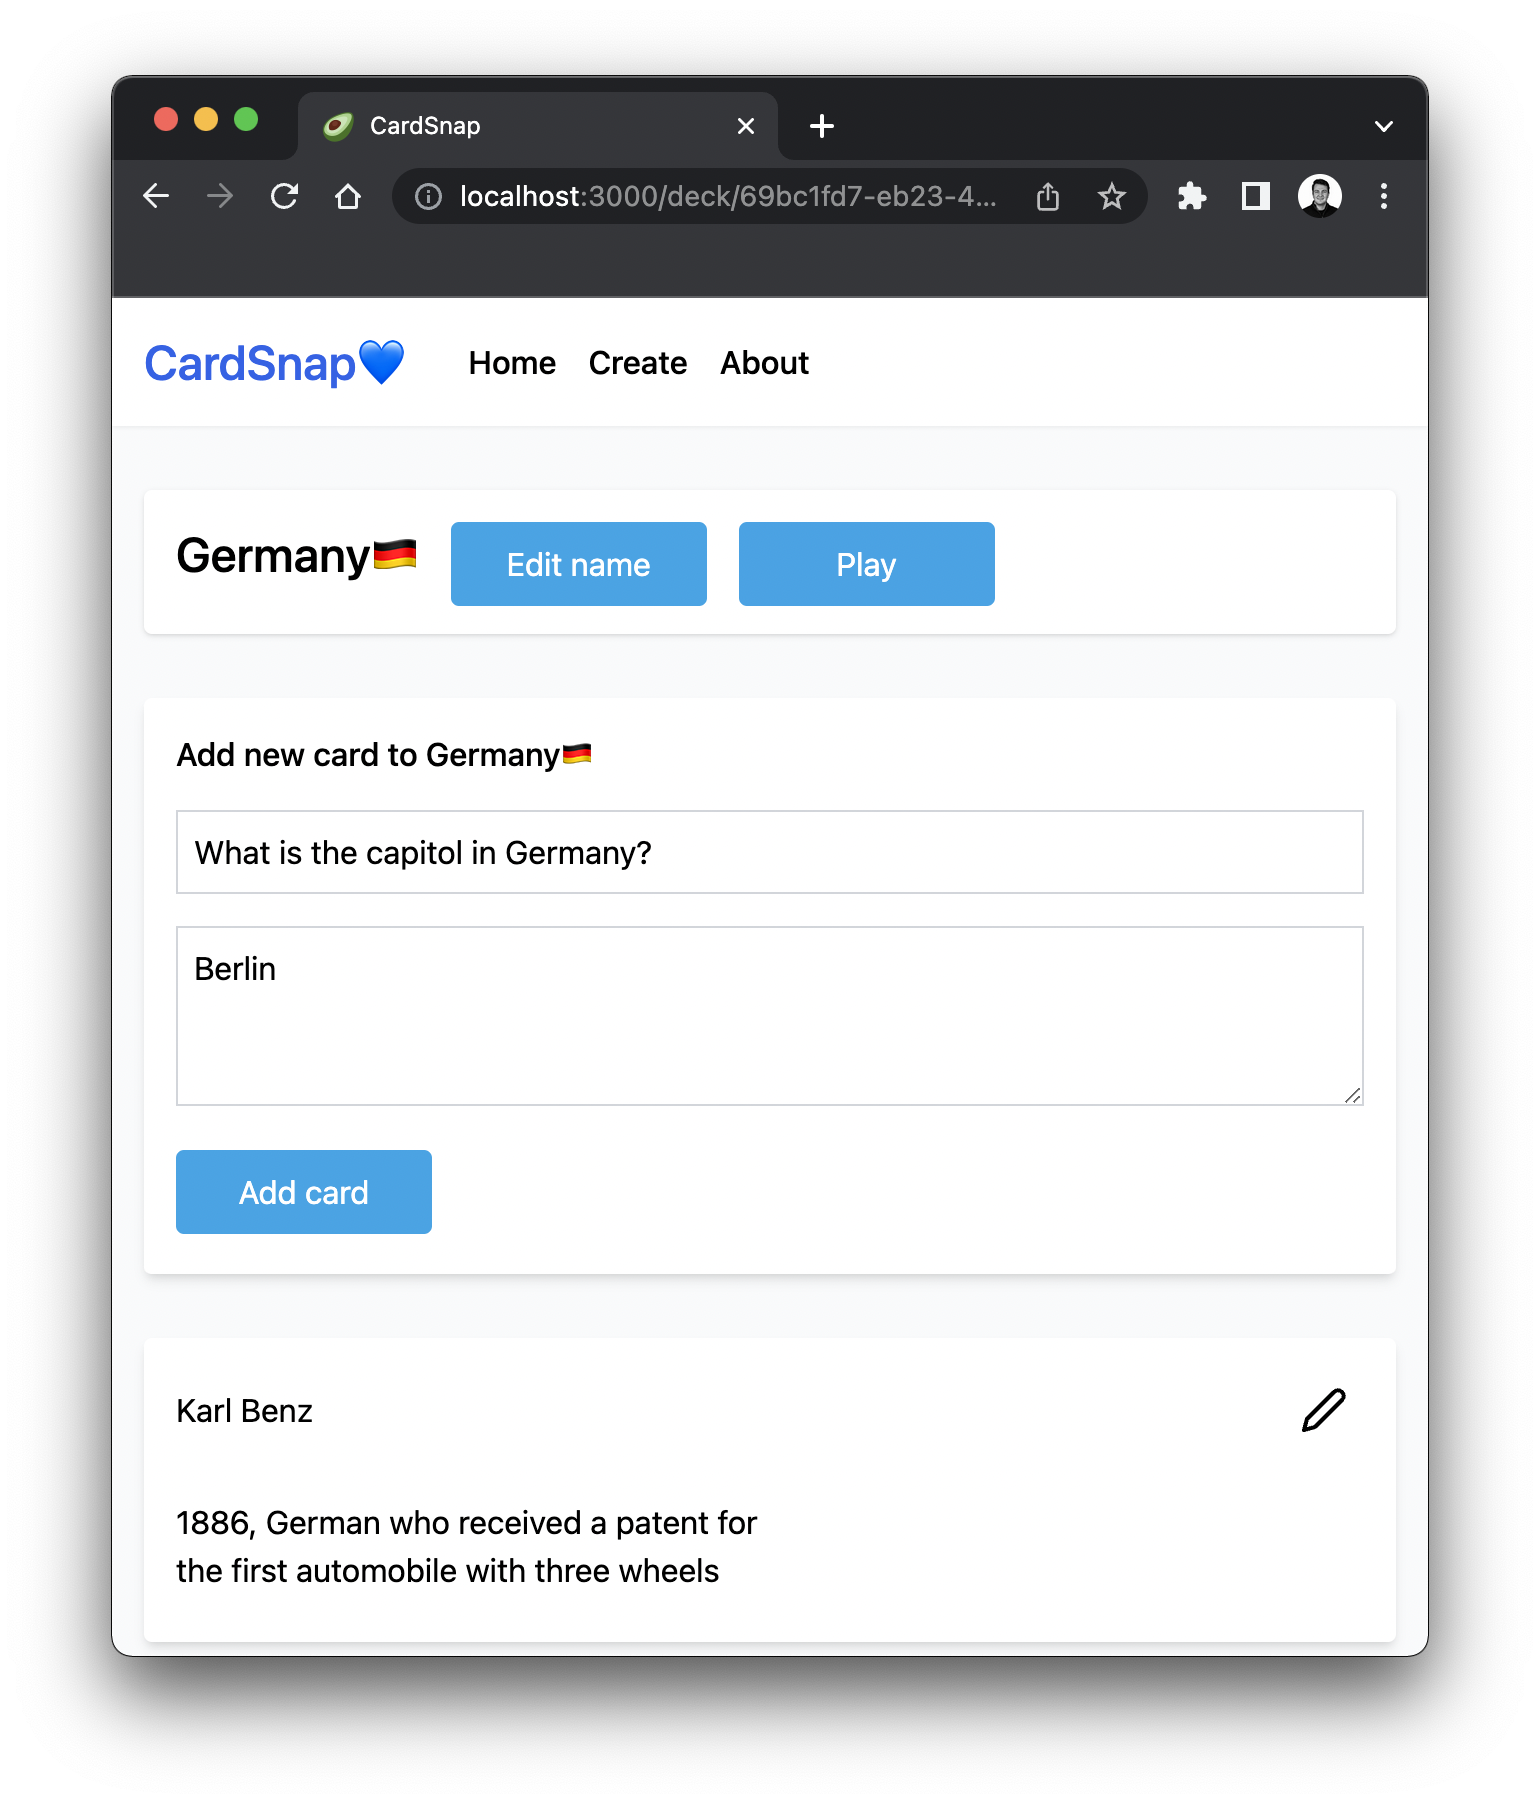 CardSnap
localhost:3000/deck/69bc1fd7-eb23-4...
CardSnap💙 Home Create About
Germany🇩🇪 Edit name Play
Add new card to Germany🇩🇪
What is the capitol in Germany?
Berlin
Add card
Karl Benz
1886, German who received a patent for
the first automobile with three wheels